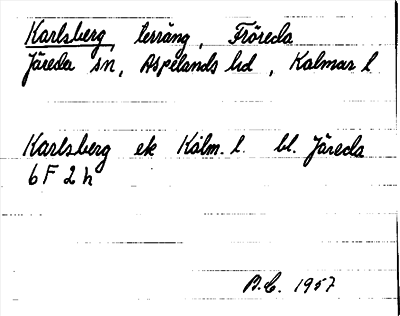 Karlsberg, terräng, Fröreda
Järeda sn, Aspelands hd, Kalmar l
Karlsberg ek Kalm. l. bl. Järeda
6 F 2 h
B.C. 1957